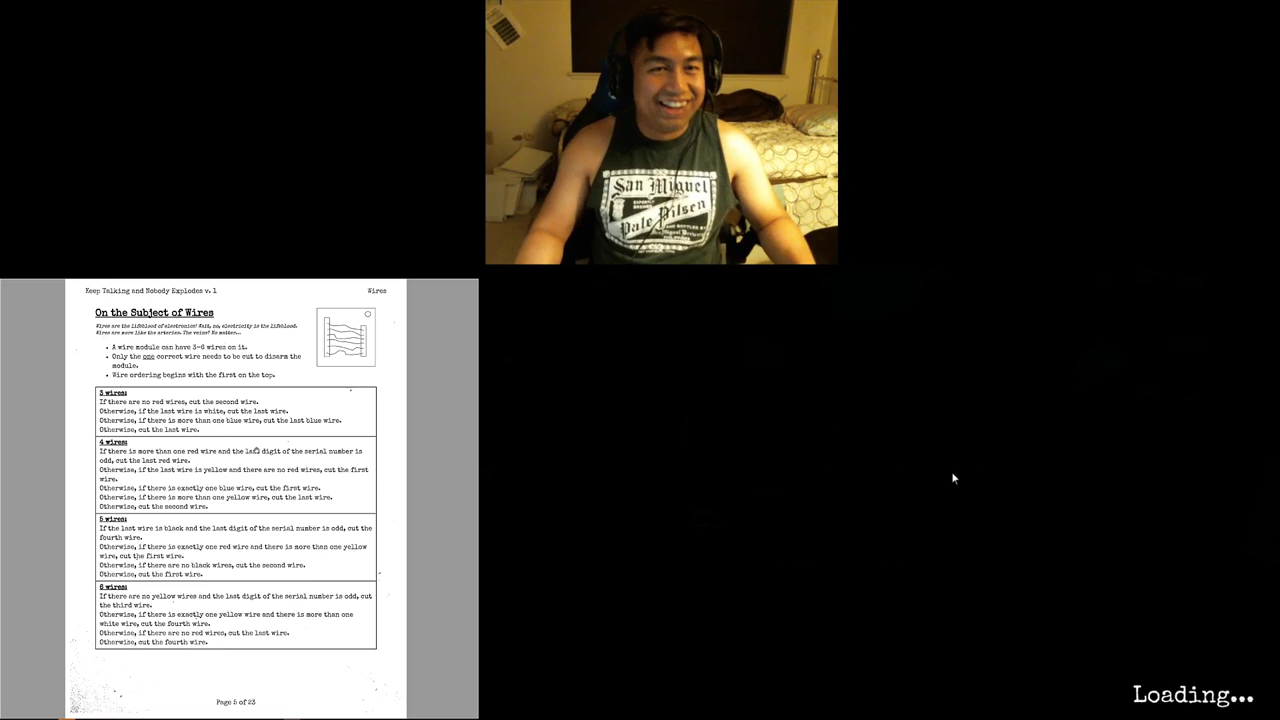 San Miguel
Pale Pilsen
Keep Talking and Nobody Explodes v. 1
Wires
On the Subject of Wires
Wires are the lifeblood of electronics! Wait, no, electricity is the lifeblood.
Wires are more like the arteries. The veins? No matter...
• A wire module can have 3-6 wires on it.
• Only the one correct wire needs to be cut to disarm the
module.
• Wire ordering begins with the first on the top.
3 wires:
If there are no red wires, cut the second wire.
Otherwise, if the last wire is white, cut the last wire.
Otherwise, if there is more than one blue wire, cut the last blue wire.
Otherwise, cut the last wire.
4 wires:
If there is more than one red wire and the last digit of the serial number is
odd, cut the last red wire.
Otherwise, if the last wire is yellow and there are no red wires, cut the first
wire.
Otherwise, if there is exactly one blue wire, cut the first wire.
Otherwise, if there is more than one yellow wire, cut the last wire.
Otherwise, cut the second wire.
5 wires:
If the last wire is black and the last digit of the serial number is odd, cut the
fourth wire.
Otherwise, if there is exactly one red wire and there is more than one yellow
wire, cut the first wire.
Otherwise, if there are no black wires, cut the second wire.
Otherwise, cut the first wire.
6 wires:
If there are no yellow wires and the last digit of the serial number is odd, cut
the third wire.
Otherwise, if there is exactly one yellow wire and there is more than one
white wire, cut the fourth wire.
Otherwise, if there are no red wires, cut the last wire.
Otherwise, cut the fourth wire.
Page 5 of 23
Loading...